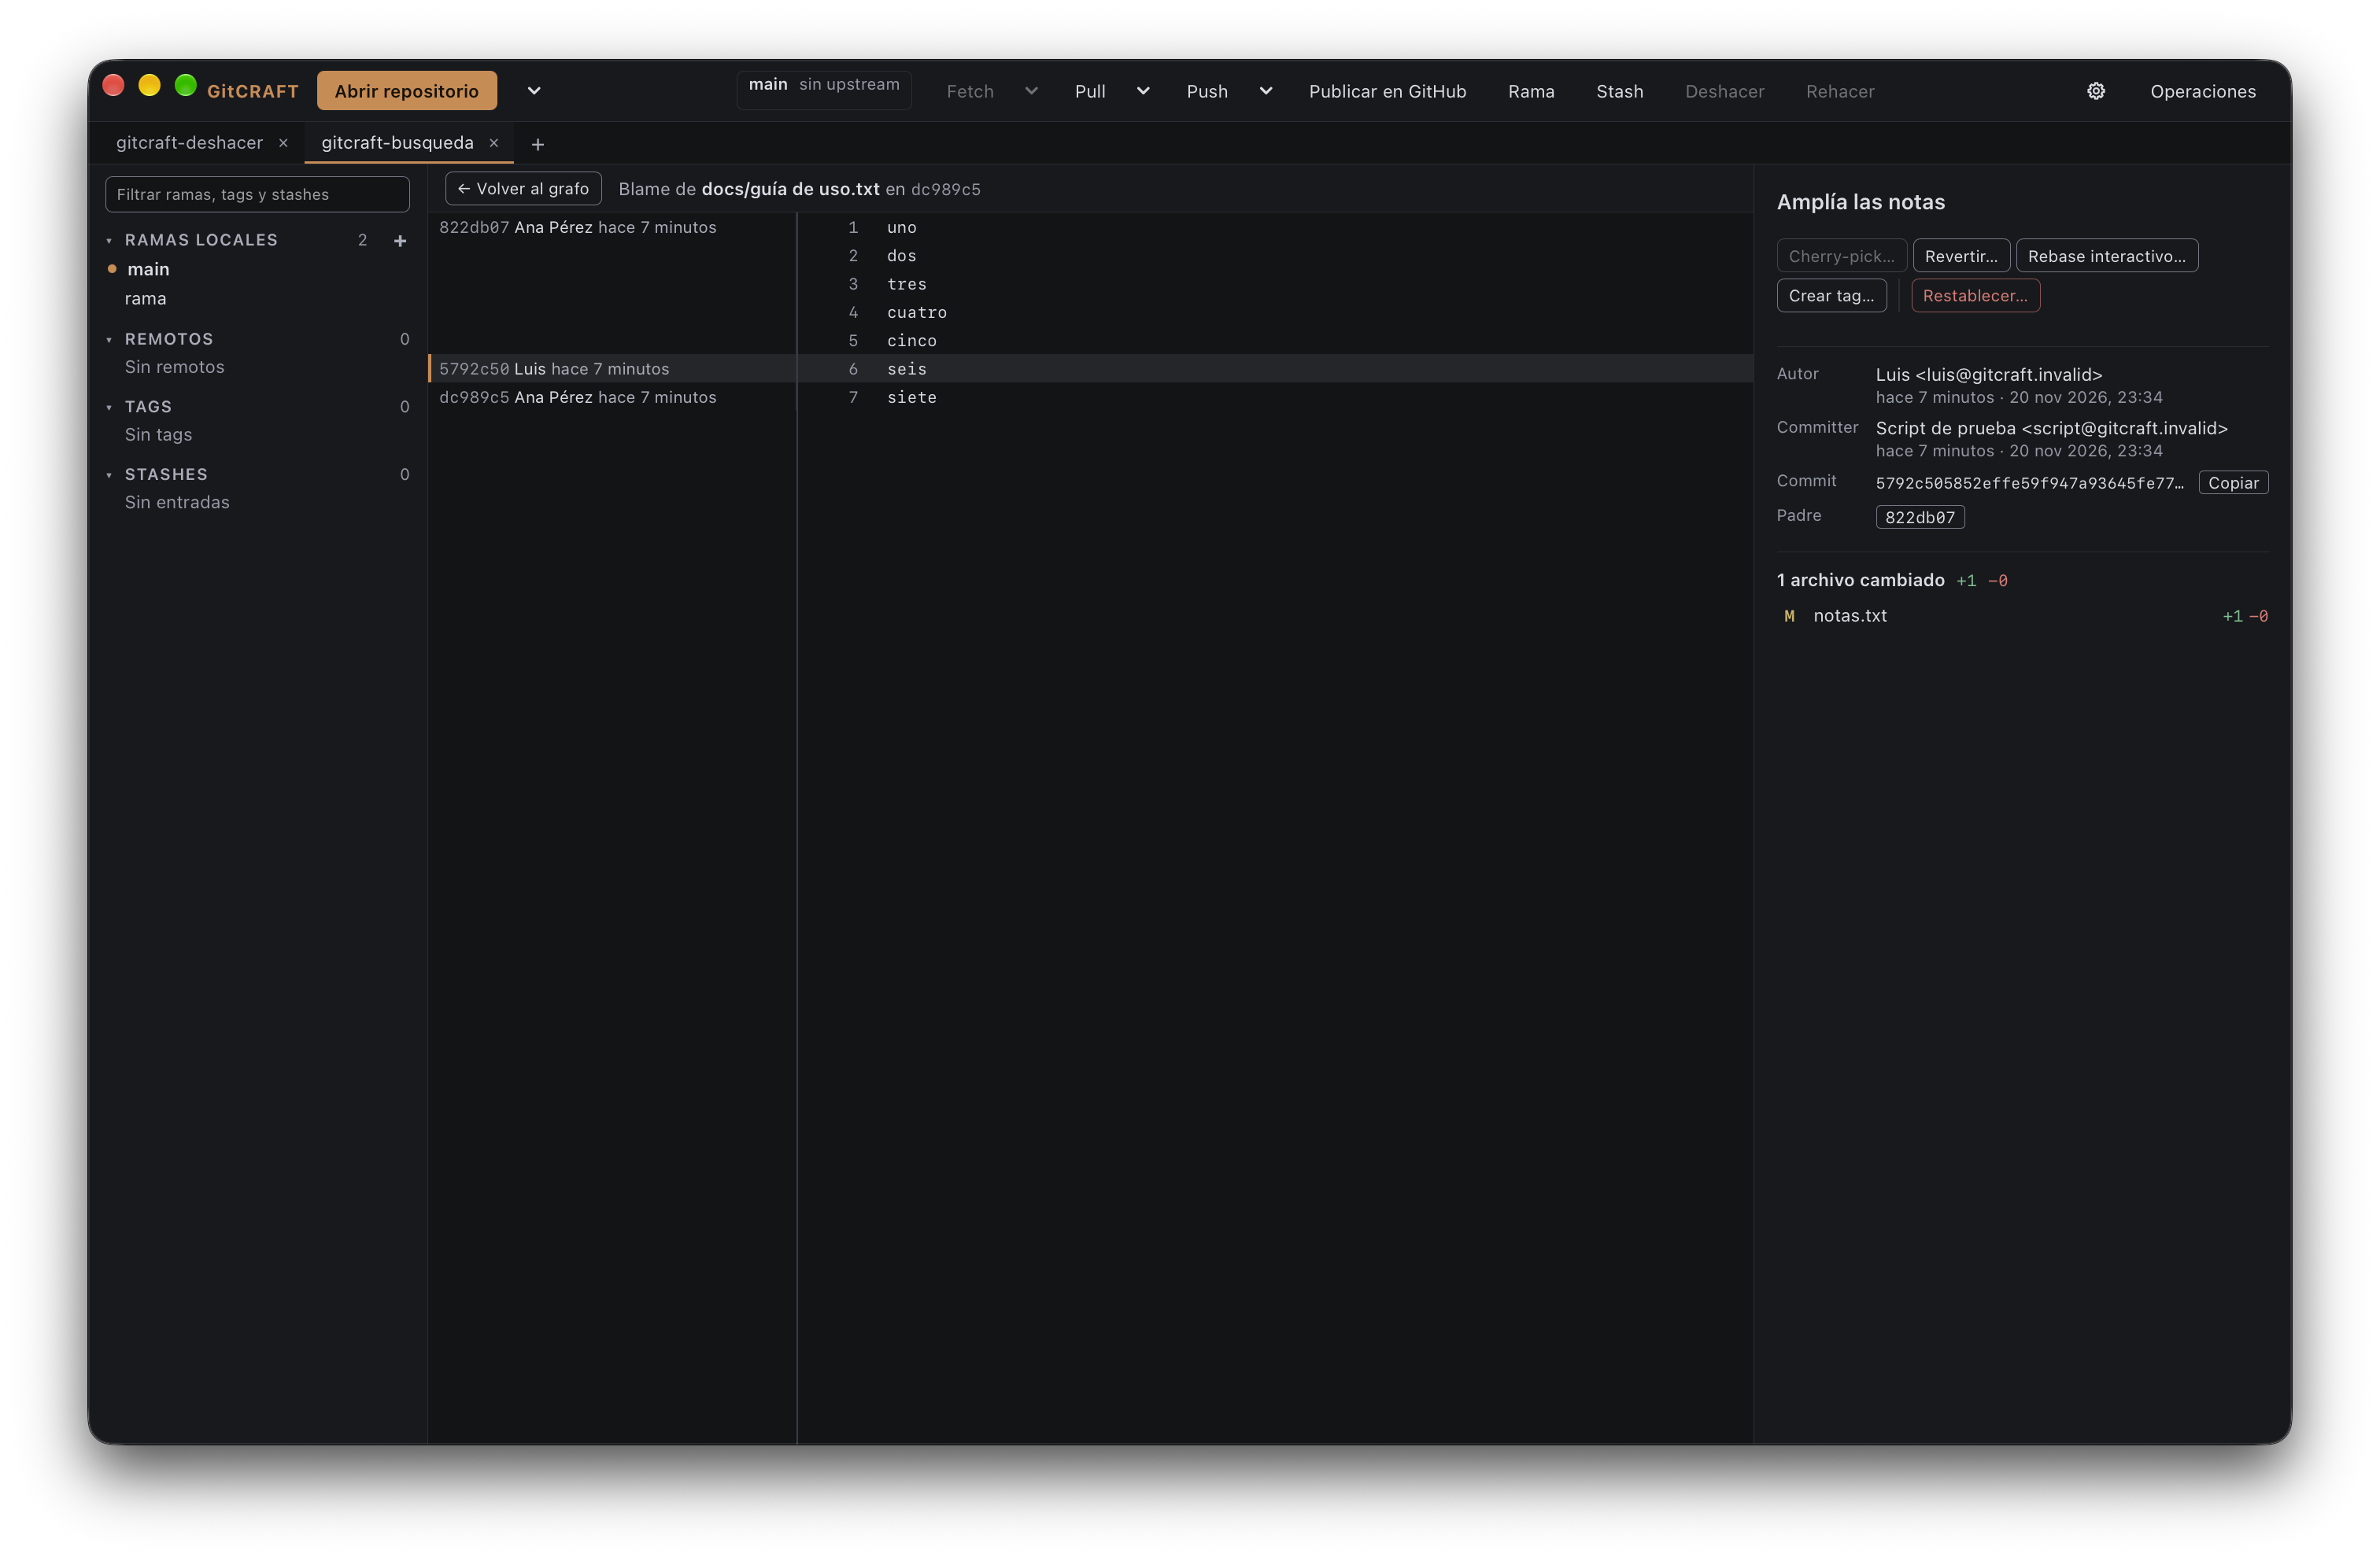 GitCRAFT Abrir repositorio main sin upstream Fetch Pull Push Publicar en GitHub Rama Stash Deshacer Rehacer Operaciones
gitcraft-deshacer × gitcraft-busqueda × +
Filtrar ramas, tags y stashes
RAMAS LOCALES 2 +
main
rama
REMOTOS 0
Sin remotos
TAGS 0
Sin tags
STASHES 0
Sin entradas
← Volver al grafo Blame de docs/guía de uso.txt en dc989c5
822db07 Ana Pérez hace 7 minutos 1 uno
2 dos
3 tres
4 cuatro
5 cinco
5792c50 Luis hace 7 minutos 6 seis
dc989c5 Ana Pérez hace 7 minutos 7 siete
Amplía las notas
Cherry-pick... Revertir... Rebase interactivo...
Crear tag... Restablecer...
Autor Luis <luis@gitcraft.invalid>
hace 7 minutos · 20 nov 2026, 23:34
Committer Script de prueba <script@gitcraft.invalid>
hace 7 minutos · 20 nov 2026, 23:34
Commit 5792c505852effe59f947a93645fe77… Copiar
Padre 822db07
1 archivo cambiado +1 −0
M notas.txt +1 −0